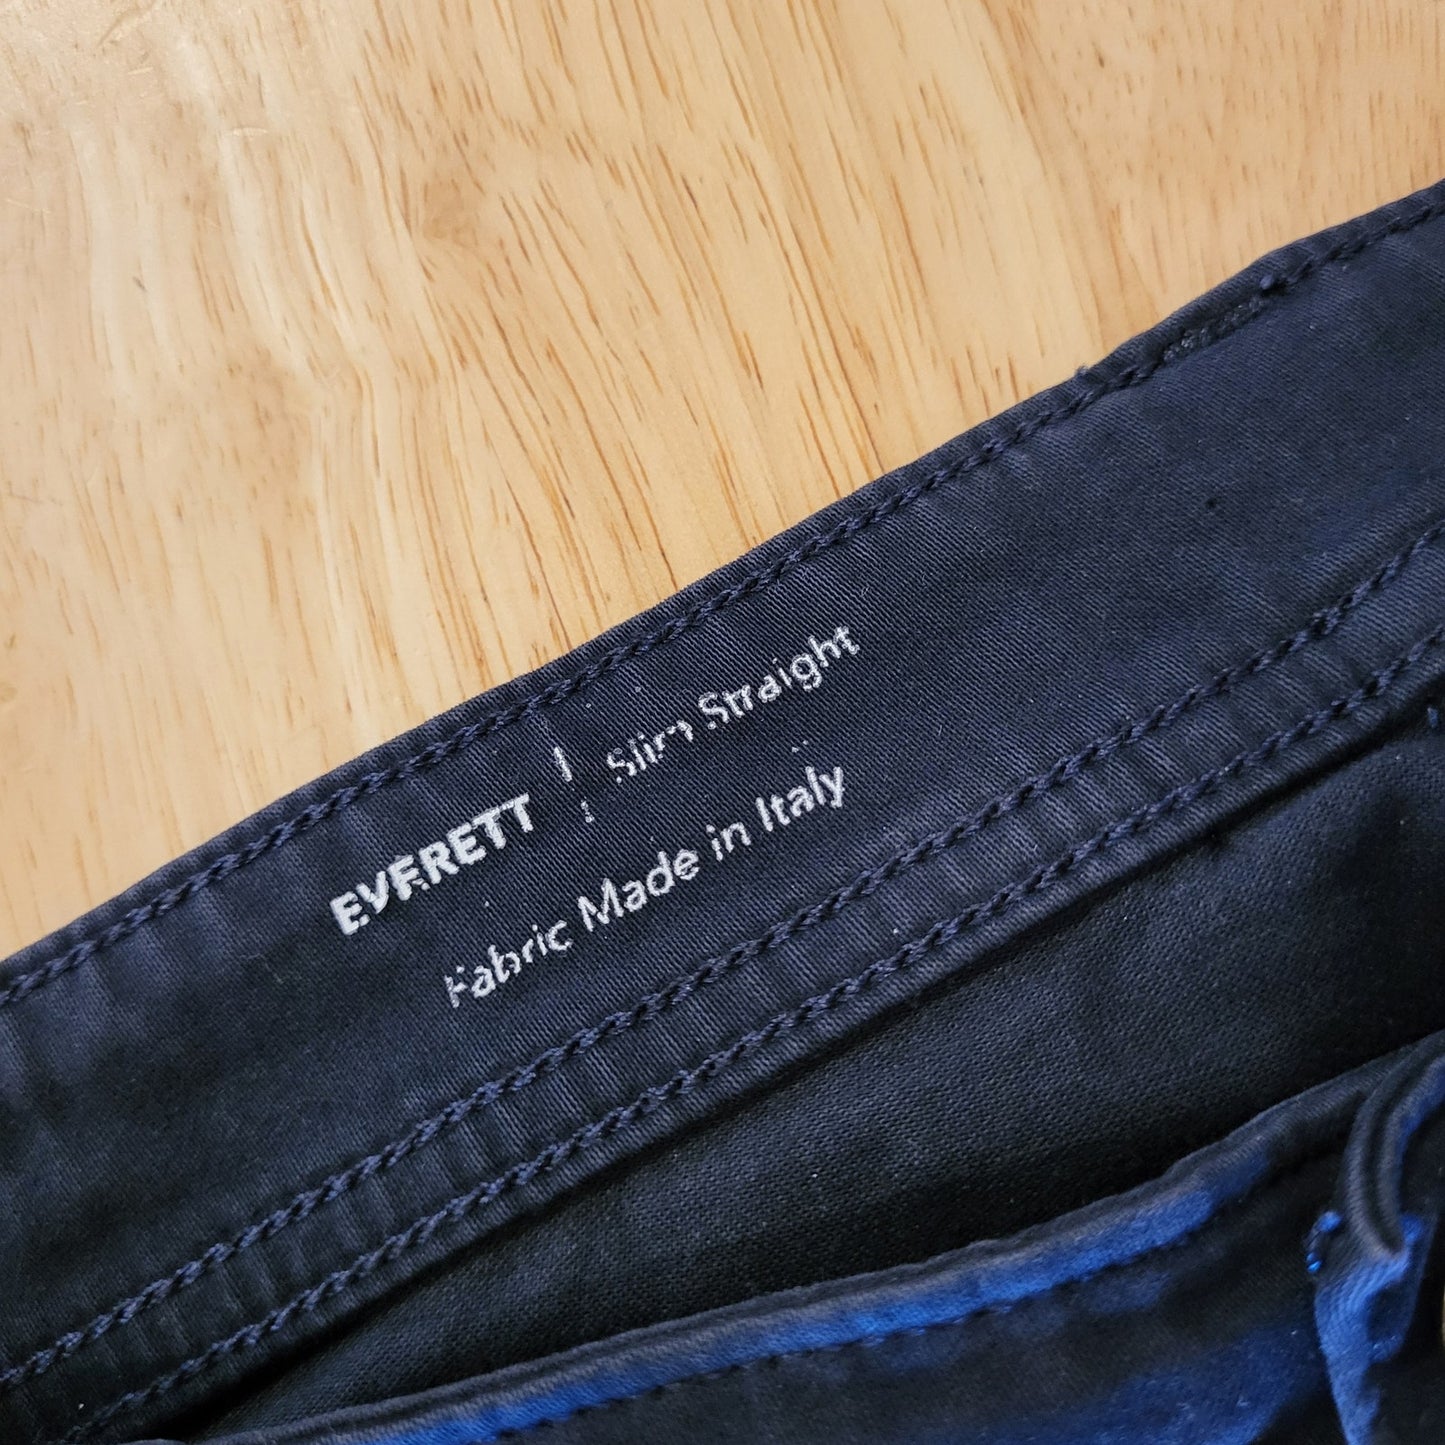 EVERETT | Slim Straight
Fabric Made in Italy